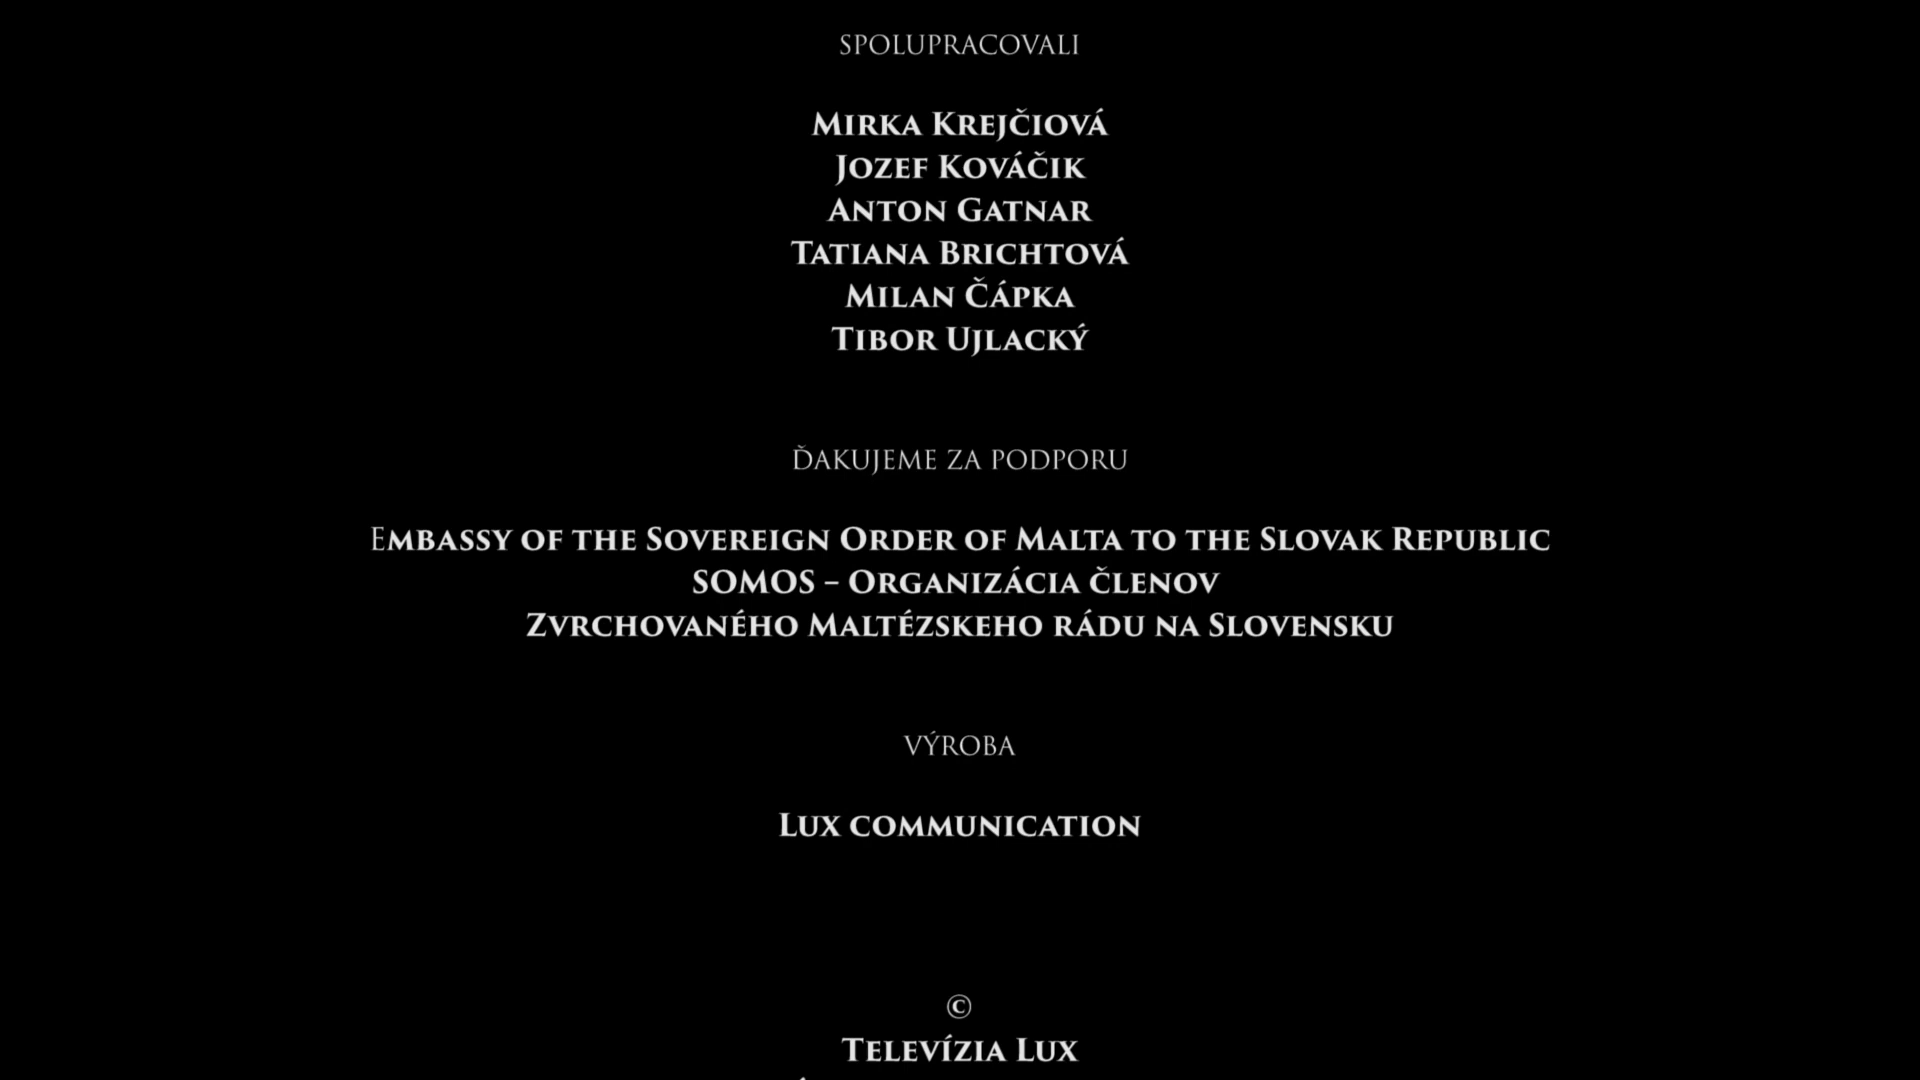 SPOLUPRACOVALI
Mirka Krejčiová
Jozef Kováčik
Anton Gatnar
Tatiana Brichtová
Milan Čápka
Tibor Ujlacký
ĎAKUJEME ZA PODPORU
Embassy of the Sovereign Order of Malta to the Slovak Republic
SOMOS – Organizácia členov
Zvrchovaného Maltézskeho rádu na Slovensku
VÝROBA
Lux communication
©
Televízia Lux